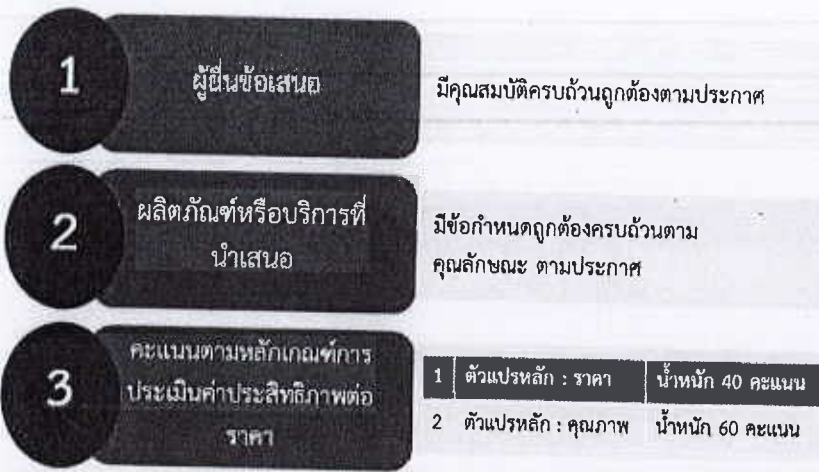 1
ผู้ยื่นข้อเสนอ
มีคุณสมบัติครบถ้วนถูกต้องตามประกาศ
2
ผลิตภัณฑ์หรือบริการที่
นำเสนอ
มีข้อกำหนดถูกต้องครบถ้วนตาม
คุณลักษณะ ตามประกาศ
3
คะแนนตามหลักเกณฑ์การ
ประเมินค่าประสิทธิภาพต่อ
ราคา
1 ตัวแปรหลัก : ราคา น้ำหนัก 40 คะแนน
2 ตัวแปรหลัก : คุณภาพ น้ำหนัก 60 คะแนน